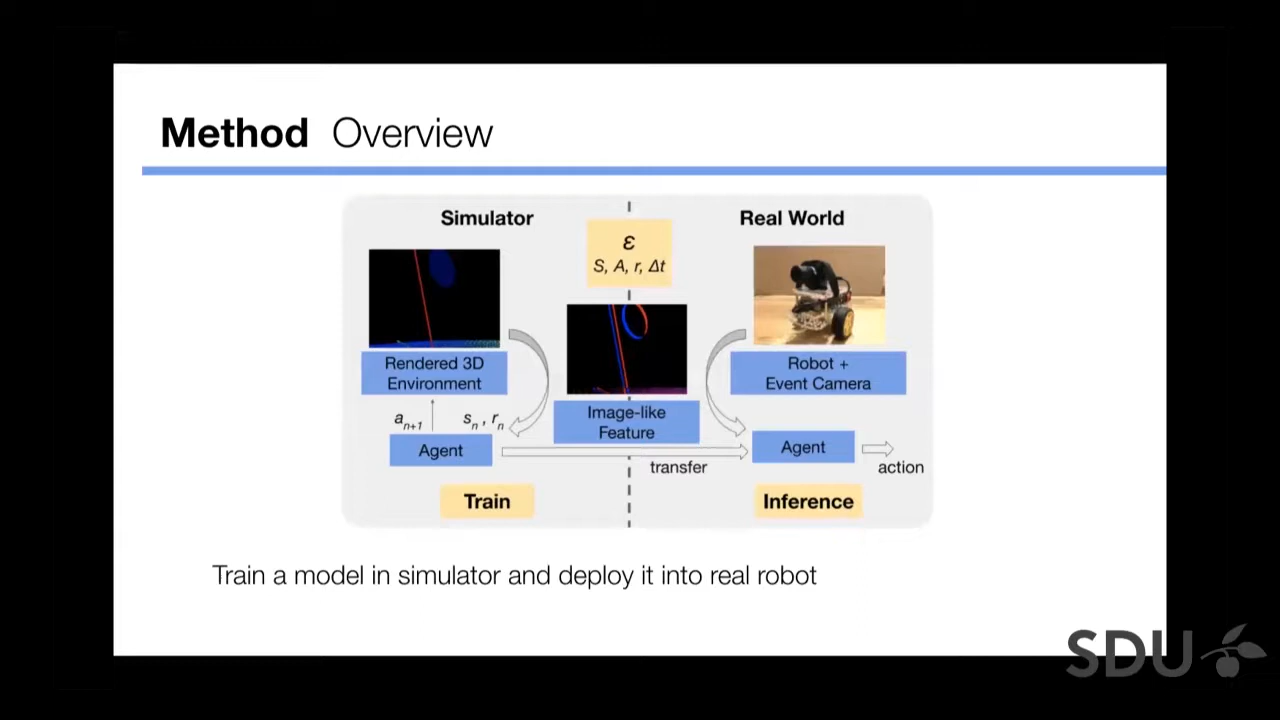 Method Overview
Simulator
Real World
ε
S, A, r, Δt
Rendered 3D
Environment
Robot +
Event Camera
Image-like
Feature
a_{n+1}
s_n , r_n
Agent
Agent
transfer
action
Train
Inference
Train a model in simulator and deploy it into real robot
SDU